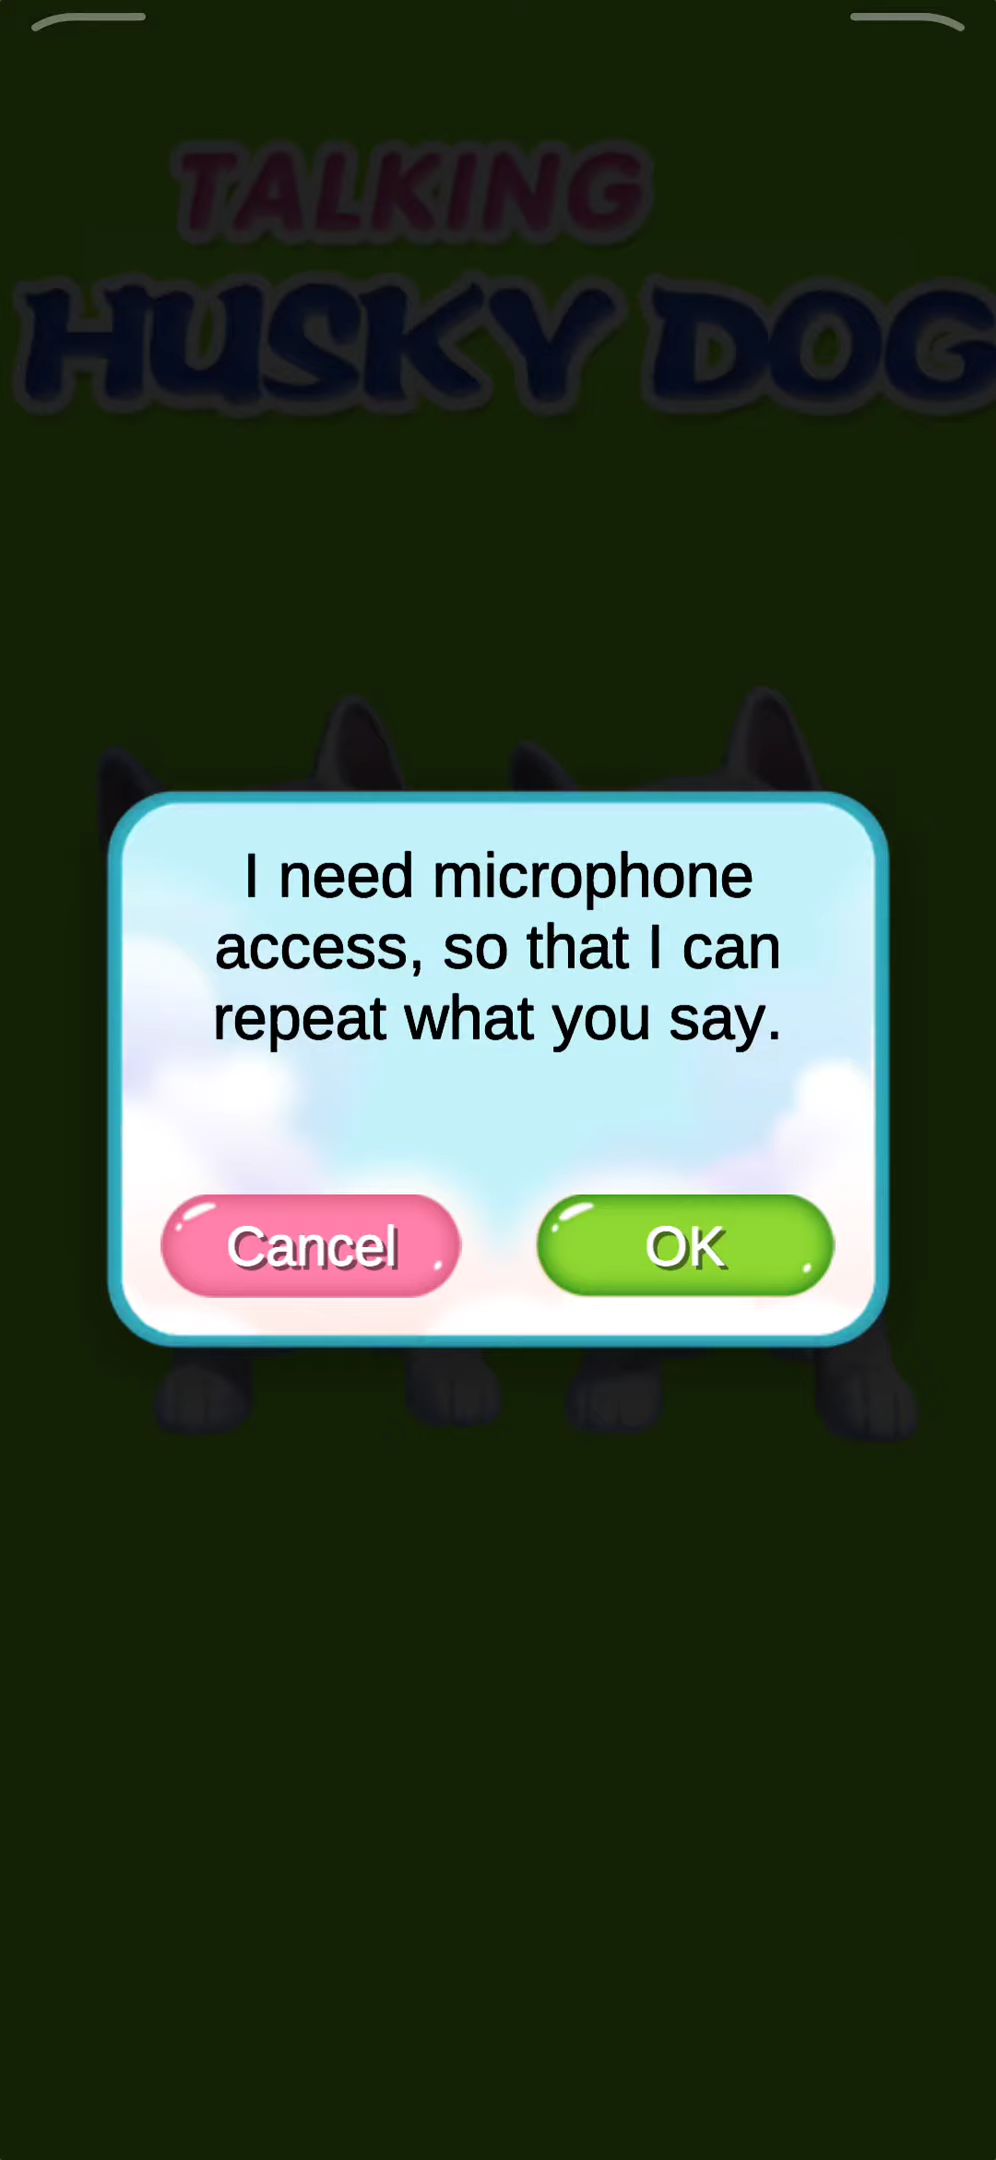 TALKING
HUSKY DOG
I need microphone
access, so that I can
repeat what you say.
Cancel
OK